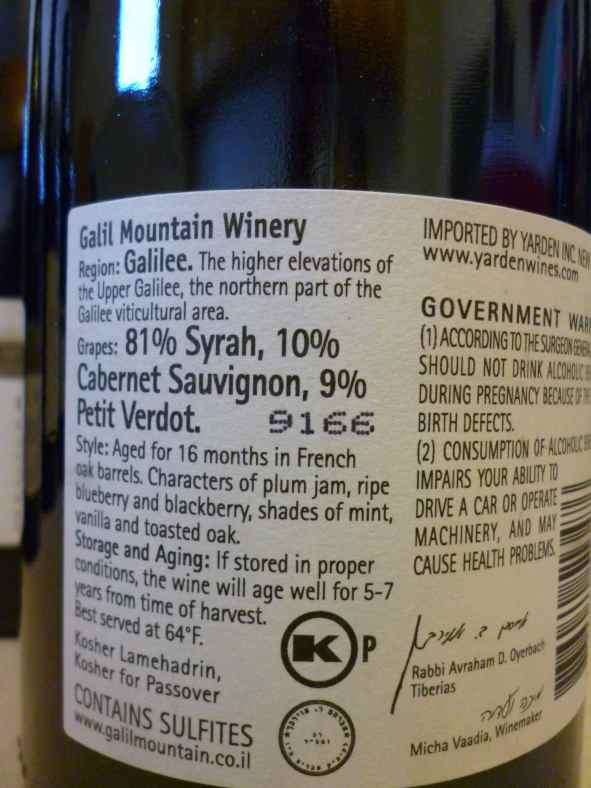 Galil Mountain Winery
Region: Galilee. The higher elevations of
the Upper Galilee, the northern part of the
Galilee viticultural area.
Grapes: 81% Syrah, 10%
Cabernet Sauvignon, 9%
Petit Verdot.
9166
Style: Aged for 16 months in French
oak barrels. Characters of plum jam, ripe
blueberry and blackberry, shades of mint,
vanilla and toasted oak.
Storage and Aging: If stored in proper
conditions, the wine will age well for 5-7
years from time of harvest.
Best served at 64°F.
Kosher Lamehadrin,
Kosher for Passover
K P
CONTAINS SULFITES
www.galilmountain.co.il
IMPORTED BY YARDEN INC. NEW
www.yardenwines.com
GOVERNMENT WAR
(1) ACCORDING TO THE SURGEON GENERAL
SHOULD NOT DRINK ALCOHOLIC
DURING PREGNANCY BECAUSE OF THE
BIRTH DEFECTS.
(2) CONSUMPTION OF ALCOHOLIC
IMPAIRS YOUR ABILITY TO
DRIVE A CAR OR OPERATE
MACHINERY, AND MAY
CAUSE HEALTH PROBLEMS.
Rabbi Avraham D. Oyerbach
Tiberias
Micha Vaadia, Winemaker